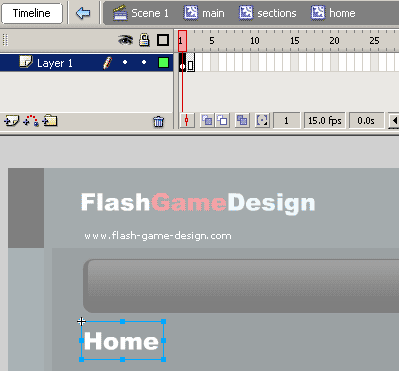 Timeline Scene 1 main sections home
1 5 10 15 20 25
Layer 1
1 15.0 fps 0.0s
FlashGameDesign
www.flash-game-design.com
Home